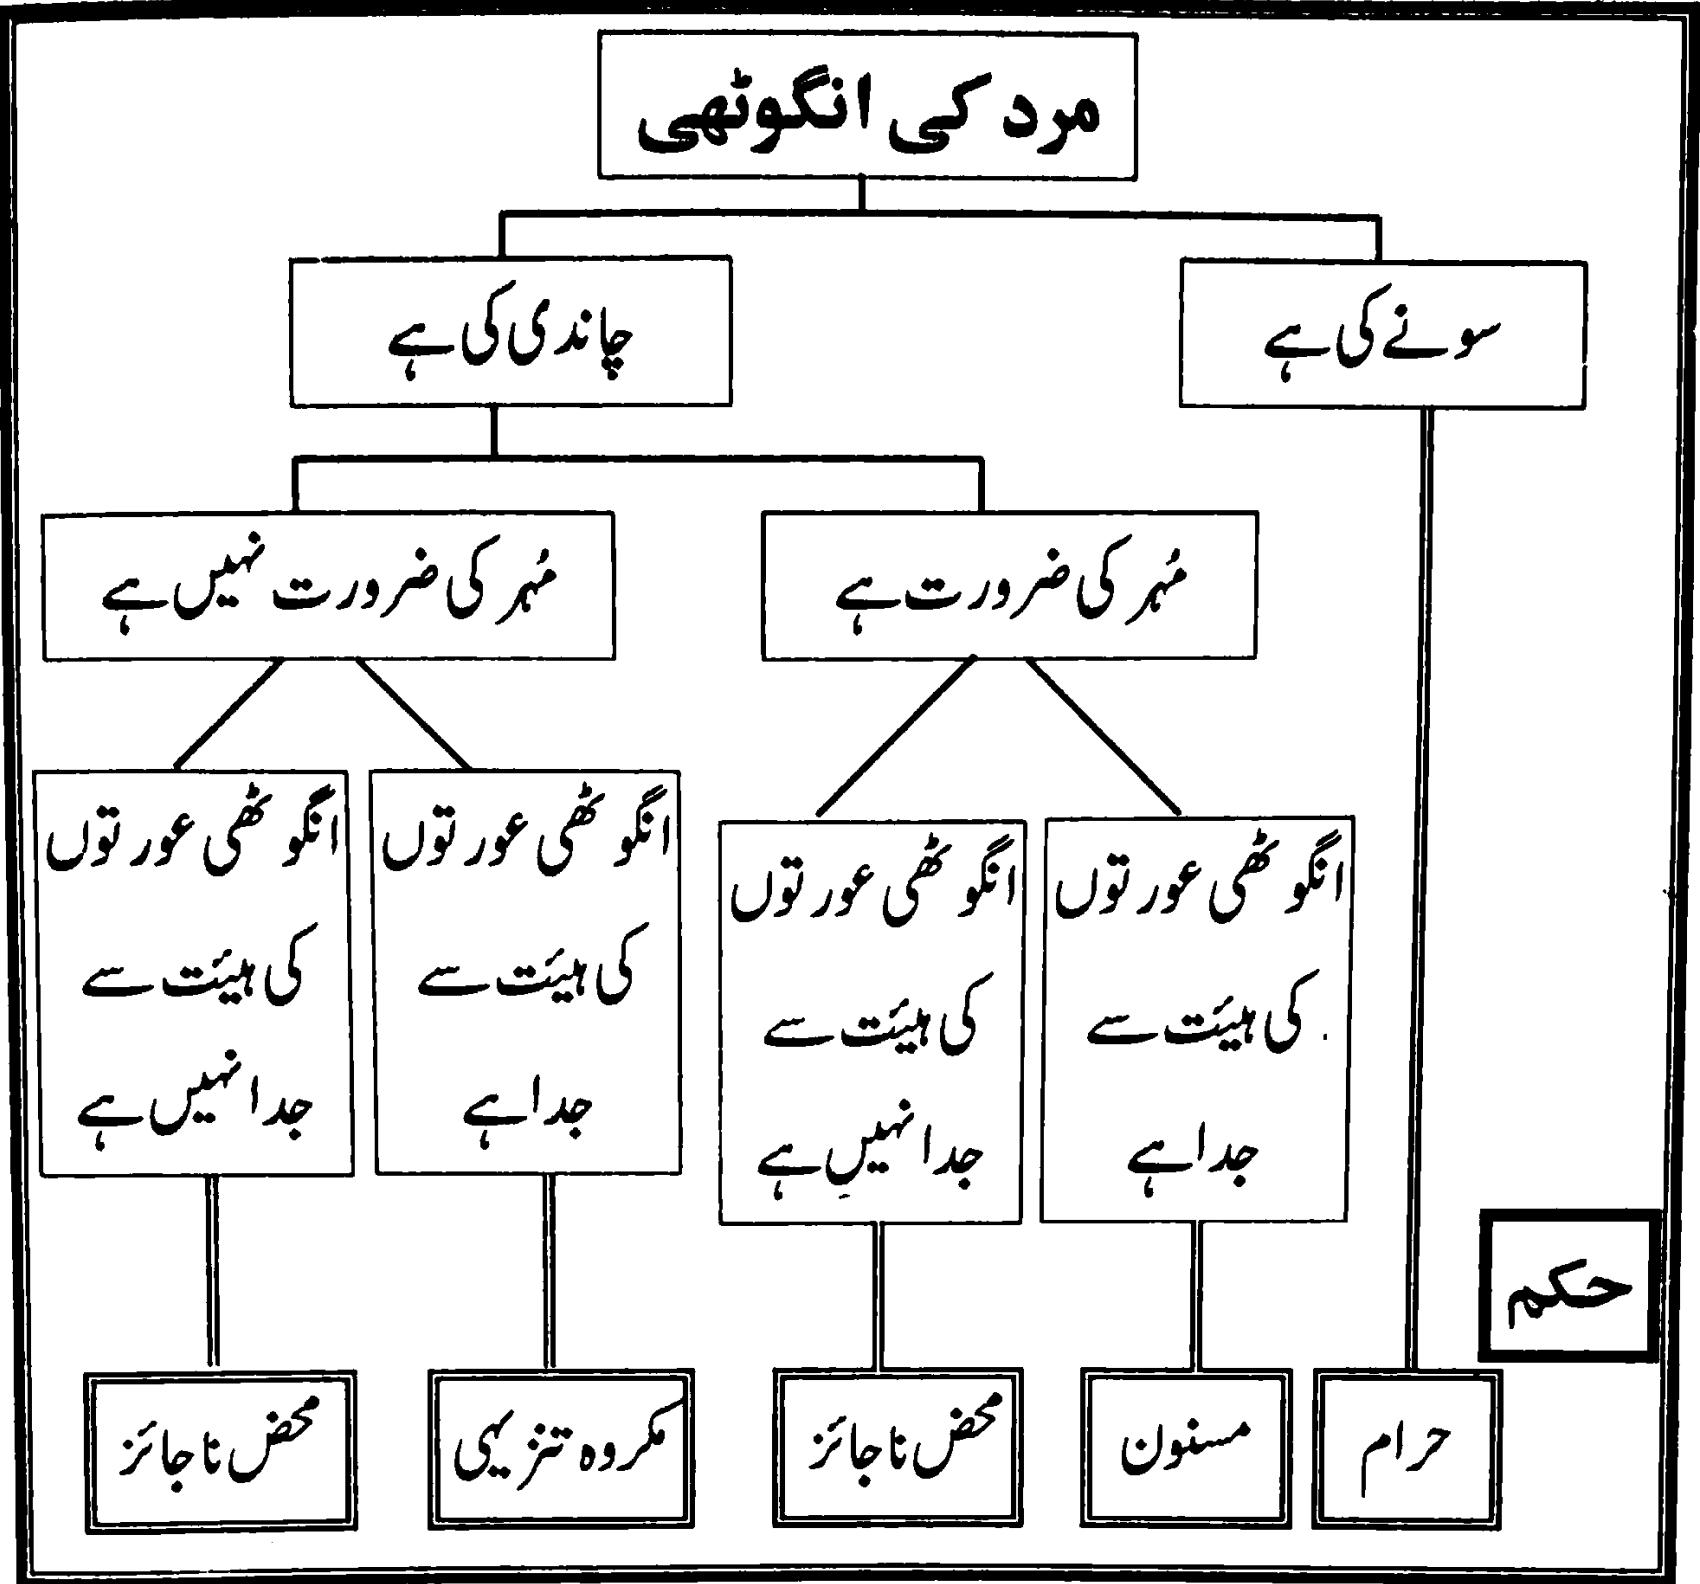 مرد کی انگوٹھی
سونے کی ہے
چاندی کی ہے
مُہر کی ضرورت ہے
مُہر کی ضرورت نہیں ہے
انگوٹھی عورتوں
کی ہیئت سے
جدا ہے
انگوٹھی عورتوں
کی ہیئت سے
جدا نہیں ہے
انگوٹھی عورتوں
کی ہیئت سے
جدا ہے
انگوٹھی عورتوں
کی ہیئت سے
جدا نہیں ہے
حکم
حرام
مسنون
محض ناجائز
مکروہ تنزیہی
محض ناجائز